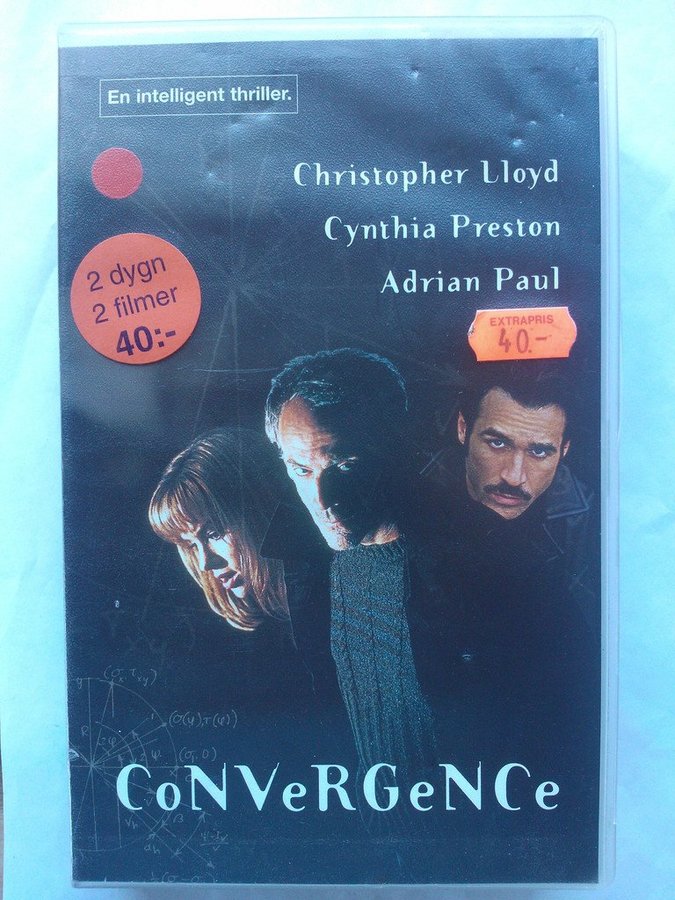 En intelligent thriller.
Christopher Lloyd
Cynthia Preston
Adrian Paul
2 dygn
2 filmer
40:-
EXTRAPRIS
40.-
CoNVeRGeNCe